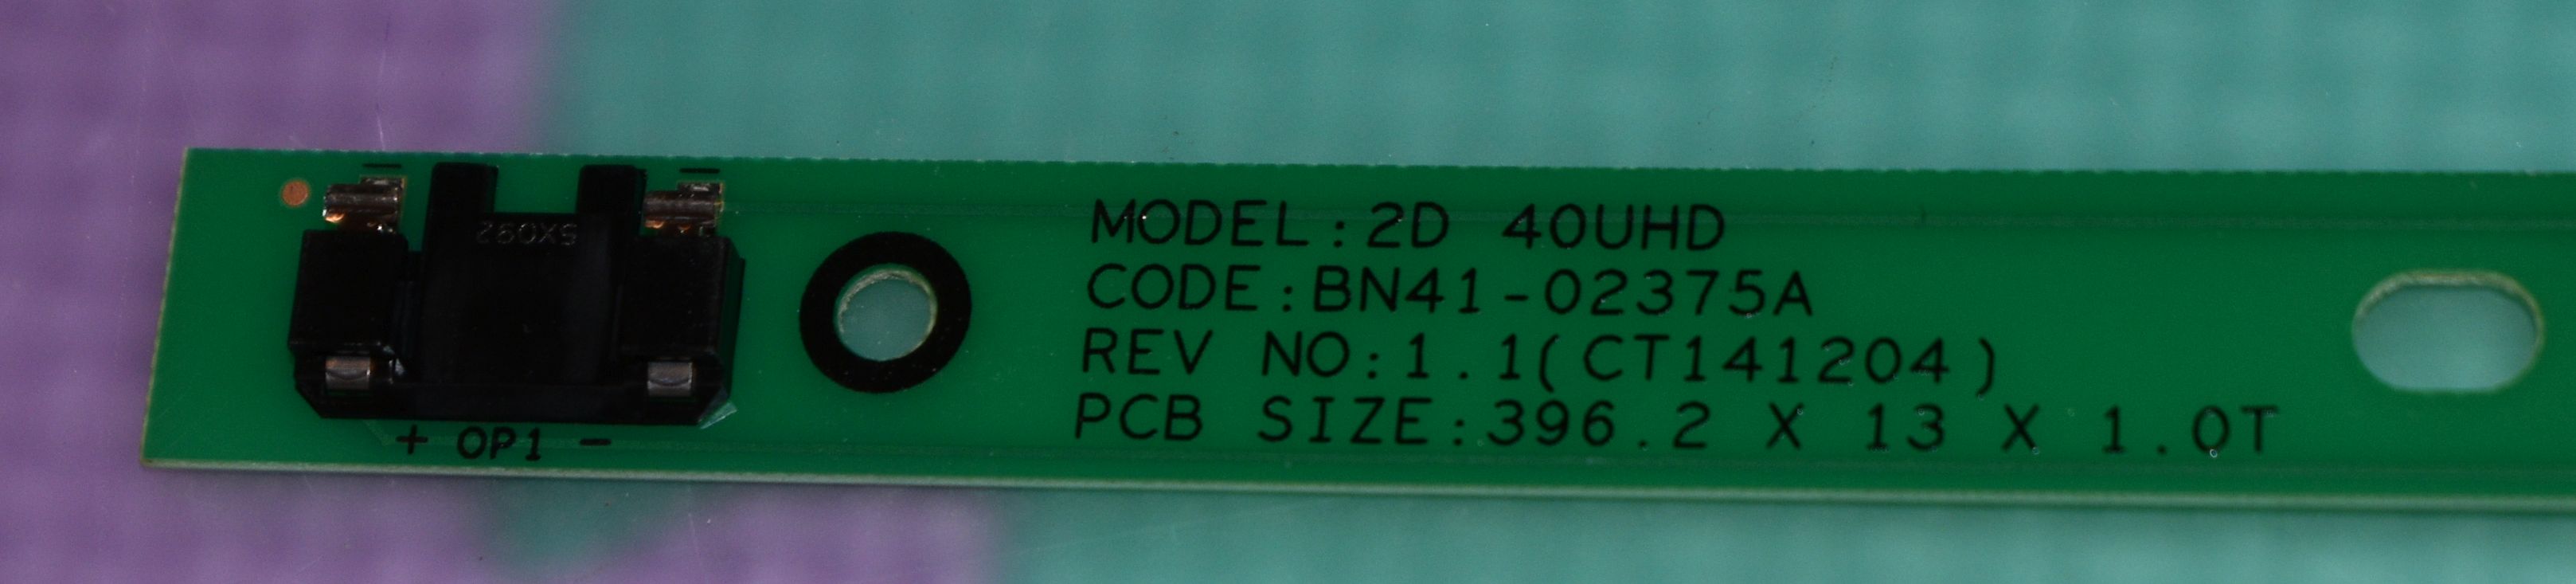 MODEL:2D 40UHD
CODE:BN41-02375A
REV NO:1.1(CT141204)
PCB SIZE:396.2 X 13 X 1.0T
SX092
+ OP1 -